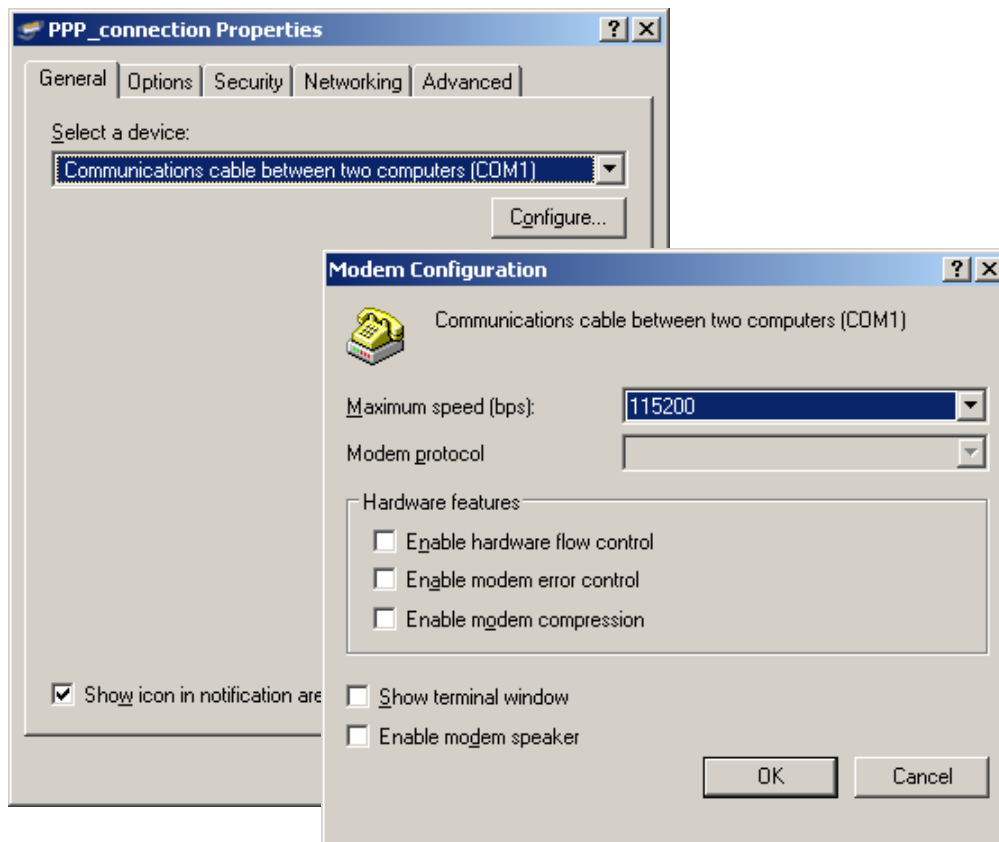 PPP_connection Properties
General Options Security Networking Advanced
Select a device:
Communications cable between two computers (COM1)
Configure...
Modem Configuration
Communications cable between two computers (COM1)
Maximum speed (bps): 115200
Modem protocol
Hardware features
Enable hardware flow control
Enable modem error control
Enable modem compression
Show icon in notification
Show terminal window
Enable modem speaker
OK Cancel